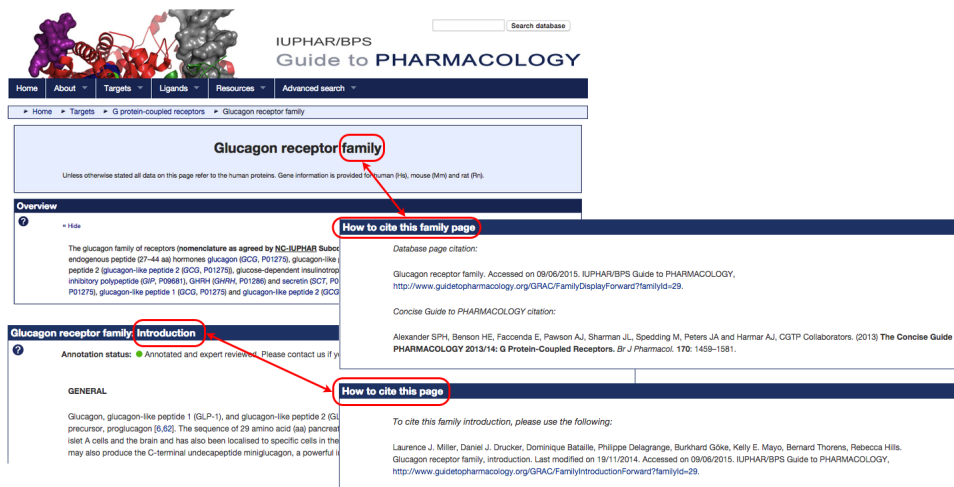 Search database
IUPHAR/BPS
Guide to PHARMACOLOGY
Home About Targets Ligands Resources Advanced search
Home Targets G protein-coupled receptors Glucagon receptor family
Glucagon receptor family
Unless otherwise stated all data on this page refer to the human proteins. Gene information is provided for human (Hs), mouse (Mm) and rat (Rn).
Overview
?
« Hide
The glucagon family of receptors (nomenclature as agreed by NC-IUPHAR Subco
endogenous peptide (27–44 aa) hormones glucagon (GCG, P01275), glucagon-like p
peptide 2 (glucagon-like peptide 2 (GCG, P01275)), glucose-dependent insulinotrop
inhibitory polypeptide (GIP, P09681), GHRH (GHRH, P01286) and secretin (SCT, P0
P01275), glucagon-like peptide 1 (GCG, P01275) and glucagon-like peptide 2 (GCG
Glucagon receptor family: Introduction
?
Annotation status: Annotated and expert reviewed. Please contact us if yo
GENERAL
Glucagon, glucagon-like peptide 1 (GLP-1), and glucagon-like peptide 2 (GL
precursor, proglucagon [6,62]. The sequence of 29 amino acid (aa) pancreat
islet A cells and the brain and has also been localised to specific cells in the
may also produce the C-terminal undecapeptide miniglucagon, a powerful i
How to cite this family page
Database page citation:
Glucagon receptor family. Accessed on 09/06/2015. IUPHAR/BPS Guide to PHARMACOLOGY,
http://www.guidetopharmacology.org/GRAC/FamilyDisplayForward?familyId=29.
Concise Guide to PHARMACOLOGY citation:
Alexander SPH, Benson HE, Faccenda E, Pawson AJ, Sharman JL, Spedding M, Peters JA and Harmar AJ, CGTP Collaborators. (2013) The Concise Guide
PHARMACOLOGY 2013/14: G Protein-Coupled Receptors. Br J Pharmacol. 170: 1459–1581.
How to cite this page
To cite this family introduction, please use the following:
Laurence J. Miller, Daniel J. Drucker, Dominique Bataille, Philippe Delagrange, Burkhard Göke, Kelly E. Mayo, Bernard Thorens, Rebecca Hills.
Glucagon receptor family, introduction. Last modified on 19/11/2014. Accessed on 09/06/2015. IUPHAR/BPS Guide to PHARMACOLOGY,
http://www.guidetopharmacology.org/GRAC/FamilyIntroductionForward?familyId=29.